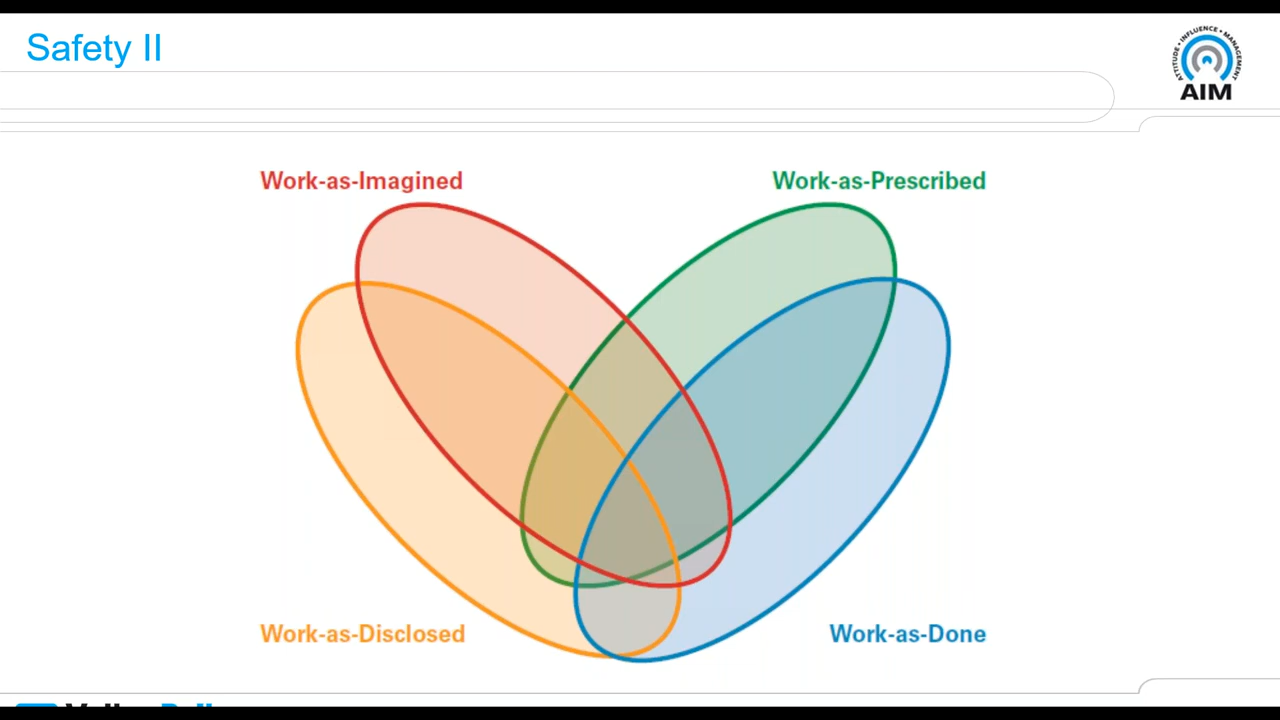 Safety II
ATTITUDE • INFLUENCE • MANAGEMENT
AIM
Work-as-Imagined
Work-as-Prescribed
Work-as-Disclosed
Work-as-Done